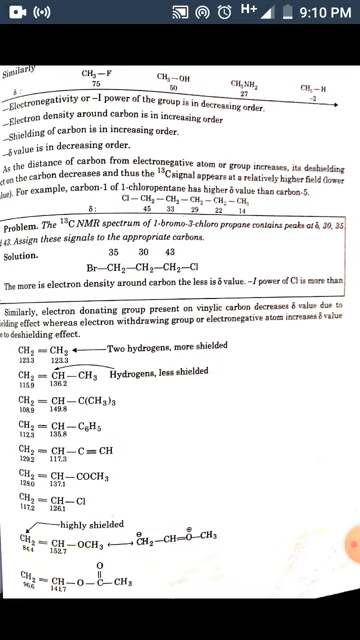 H+ 9:10 PM
Similarly CH₃—F CH₃—OH CH₃NH₂ CH₃—H
δ : 75 50 27 -2
—Electronegativity or –I power of the group is in decreasing order.
—Electron density around carbon is in increasing order
—Shielding of carbon is in increasing order.
—δ value is in decreasing order.
As the distance of carbon from electronegative atom or group increases, its deshielding
on the carbon decreases and thus the ¹³C signal appears at a relatively higher field (lower
For example, carbon-1 of 1-chloropentane has higher δ value than carbon-5.
Cl—CH₂—CH₂—CH₂—CH₂—CH₃
δ: 45 33 29 22 14
Problem. The ¹³C NMR spectrum of 1-bromo-3-chloro propane contains peaks at δ, 30, 35
43. Assign these signals to the appropriate carbons.
Solution. 35 30 43
Br—CH₂—CH₂—CH₂—Cl
The more is electron density around the less is δ value. –I power of Cl is more than
Similarly, electron donating group present on vinylic carbon decreases δ value due to
effect whereas electron withdrawing group or electronegative atom increases δ value
to deshielding effect.
CH₂ = CH₂ ← Two hydrogens, more shielded
123.3 123.3
CH₂ = CH—CH₃ Hydrogens, less shielded
115.9 136.2
CH₂ = CH—C(CH₃)₃
108.9 149.8
CH₂ = CH—C₆H₅
112.3 135.8
CH₂ = CH—C=CH
129.2 117.3
CH₂ = CH—COCH₃
128.0 137.1
CH₂ = CH—Cl
117.2 126.1
highly shielded
CH₂ = CH—OCH₃ ↔ CH₂—CH=O—CH₃
84.4 152.7
O
CH₂ = CH—O—C—CH₃
96.6 141.7